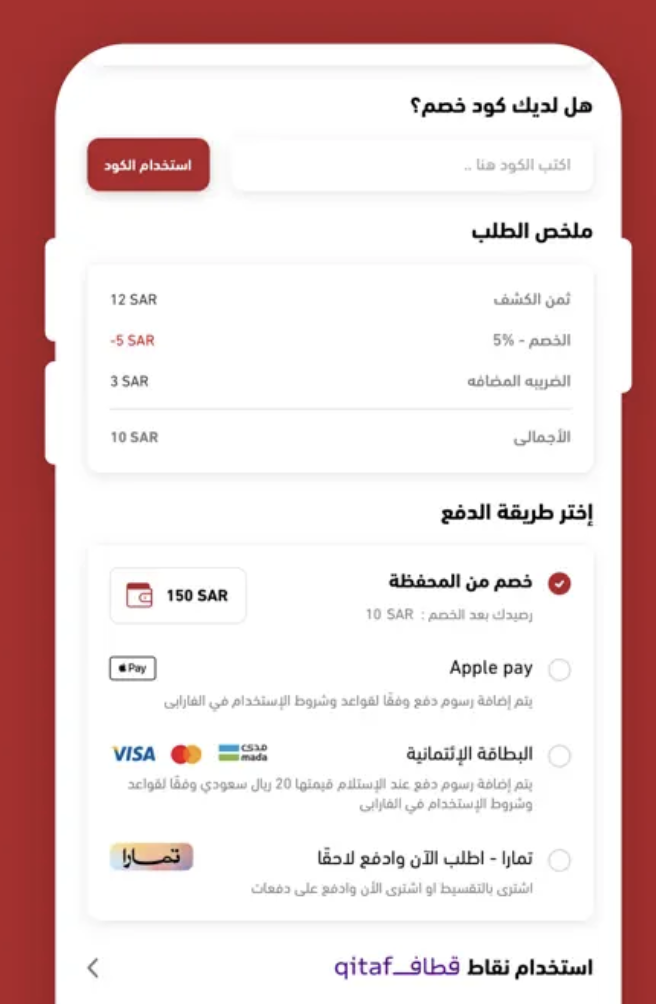 هل لديك كود خصم؟
اكتب الكود هنا ..
استخدام الكود
ملخص الطلب
ثمن الكشف 12 SAR
الخصم - 5% -5 SAR
الضريبه المضافه 3 SAR
الأجمالى 10 SAR
إختر طريقة الدفع
خصم من المحفظة 150 SAR
رصيدك بعد الخصم : 10 SAR
Apple pay Pay
يتم إضافة رسوم دفع وفقًا لقواعد وشروط الإستخدام في الفارابى
البطاقة الإئتمانية VISA مدى mada
يتم إضافة رسوم دفع عند الإستلام قيمتها 20 ريال سعودي وفقًا لقواعد
وشروط الإستخدام في الفارابى
تمارا - اطلب الآن وادفع لاحقًا تمارا
اشترى بالتقسيط او اشترى الأن وادفع على دفعات
استخدام نقاط قطاف qitaf